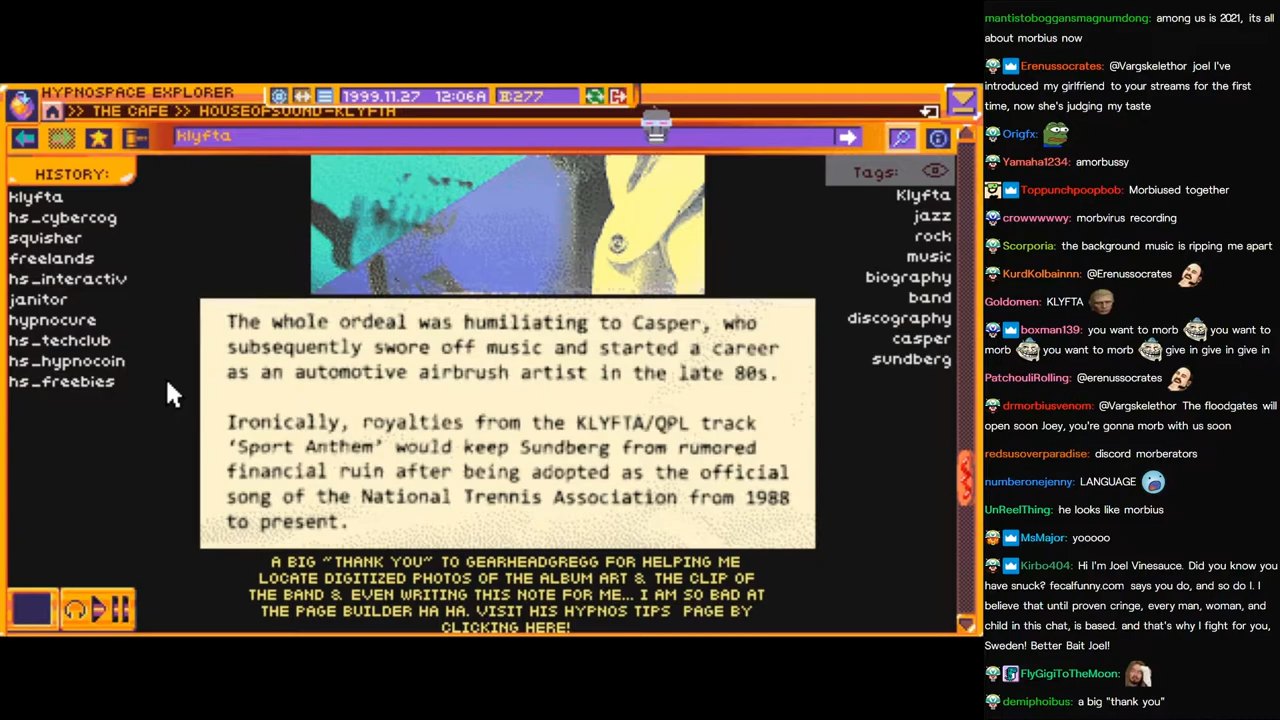 HYPNOSPACE EXPLORER
1999.11.27 12:06A
277
>> THE CAFE >> HOUSEOFSOUND-KLYFTA
klyfta
HISTORY:
klyfta
hs_cybercog
squisher
freelands
hs_interactiv
janitor
hypnocure
hs_techclub
hs_hypnocoin
hs_freebies
The whole ordeal was humiliating to Casper, who
subsequently swore off music and started a career
as an automotive airbrush artist in the late 80s.
Ironically, royalties from the KLYFTA/QPL track
‘Sport Anthem’ would keep Sundberg from rumored
financial ruin after being adopted as the official
song of the National Trennis Association from 1988
to present.
A BIG "THANK YOU" TO GEARHEADGREGG FOR HELPING ME
LOCATE DIGITIZED PHOTOS OF THE ALBUM ART & THE CLIP OF
THE BAND & EVEN WRITING THIS NOTE FOR ME... I AM SO BAD AT
THE PAGE BUILDER HA HA. VISIT HIS HYPNOS TIPS PAGE BY
CLICKING HERE!
Tags:
Klyfta
jazz
rock
music
biography
band
discography
casper
sundberg
mantistoboggansmagnumdong: among us is 2021, its all
about morbius now
Erenussocrates: @Vargskelethor joel I've
introduced my girlfriend to your streams for the first
time, now she's judging my taste
Origfx:
Yamaha1234: amorbussy
Toppunchpoopbob: Morbiused together
crowwwwwy: morbvirus recording
Scorporia: the background music is ripping me apart
KurdKolbainnn: @Erenussocrates
Goldomen: KLYFTA
boxman139: you want to morb you want to
morb you want to morb give in give in give in
PatchouliRolling: @erenussocrates
drmorbiusvenom: @Vargskelethor The floodgates will
open soon Joey, you're gonna morb with us soon
redsusoverparadise: discord morberators
numberonejenny: LANGUAGE
UnReelThing: he looks like morbius
MsMajor: yooooo
Kirbo404: Hi I'm Joel Vinesauce. Did you know you
have snuck? fecalfunny.com says you do, and so do I. I
believe that until proven cringe, every man, woman, and
child in this chat, is based. and that's why I fight for you,
Sweden! Better Bait Joel!
FlyGigiToTheMoon:
demiphoibus: a big "thank you"